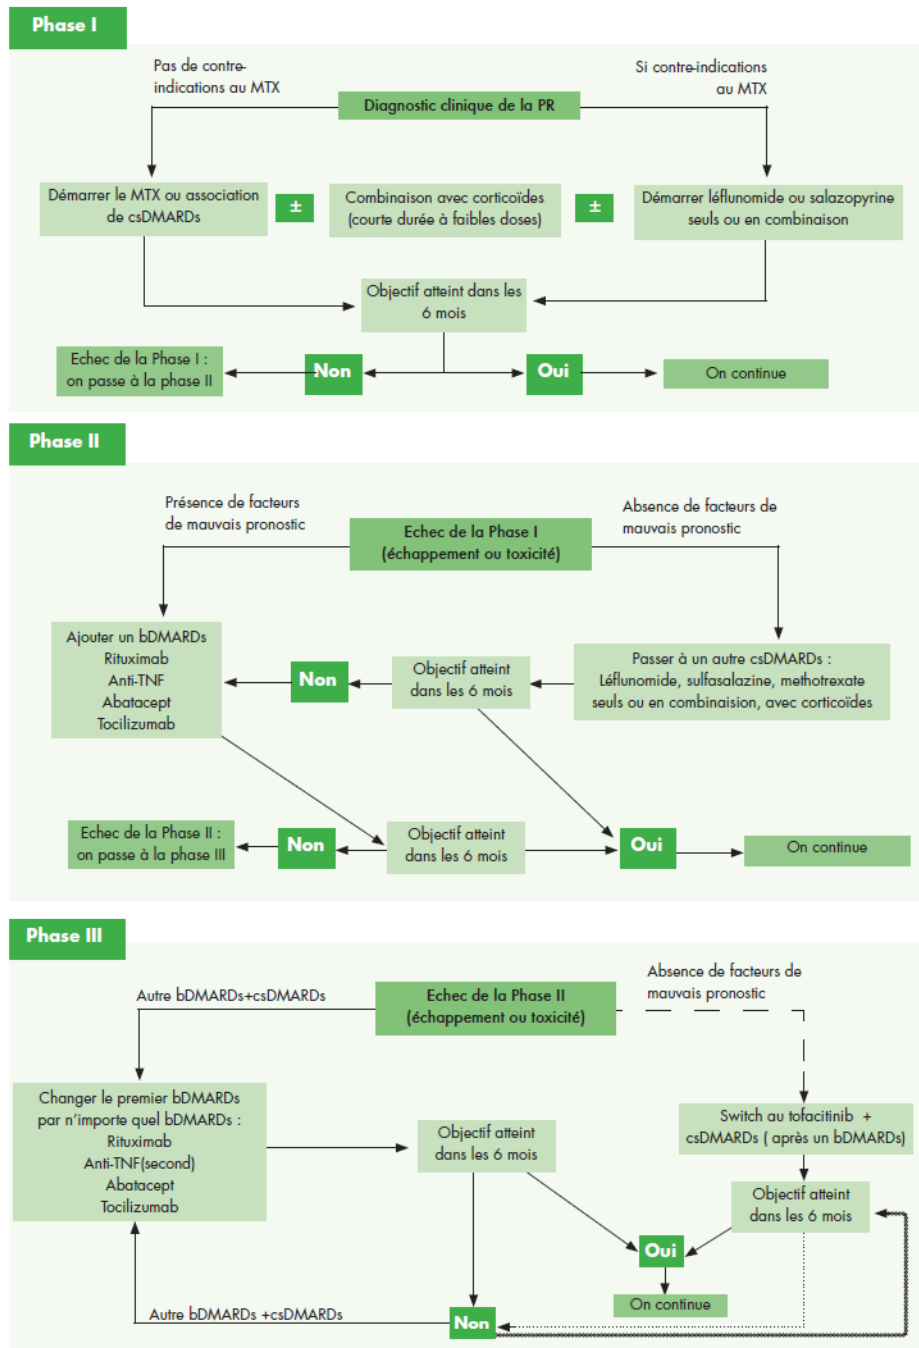 Phase I
Pas de contre-
indications au MTX
Si contre-indications
au MTX
Diagnostic clinique de la PR
Démarrer le MTX ou association
de csDMARDs
±
Combinaison avec corticoïdes
(courte durée à faibles doses)
±
Démarrer léflunomide ou salazopyrine
seuls ou en combinaison
Objectif atteint dans les
6 mois
Echec de la Phase I :
on passe à la phase II
Non
Oui
On continue
Phase II
Présence de facteurs
de mauvais pronostic
Absence de facteurs de
mauvais pronostic
Echec de la Phase I
(échappement ou toxicité)
Ajouter un bDMARDs
Rituximab
Anti-TNF
Abatacept
Tocilizumab
Non
Objectif atteint
dans les 6 mois
Passer à un autre csDMARDs :
Léflunomide, sulfasalazine, methotrexate
seuls ou en combinaision, avec corticoïdes
Echec de la Phase II :
on passe à la phase III
Non
Objectif atteint
dans les 6 mois
Oui
On continue
Phase III
Autre bDMARDs+csDMARDs
Echec de la Phase II
(échappement ou toxicité)
Absence de facteurs de
mauvais pronostic
Changer le premier bDMARDs
par n'importe quel bDMARDs :
Rituximab
Anti-TNF(second)
Abatacept
Tocilizumab
Objectif atteint
dans les 6 mois
Switch au tofacitinib +
csDMARDs ( après un bDMARDs)
Objectif atteint
dans les 6 mois
Oui
On continue
Autre bDMARDs +csDMARDs
Non